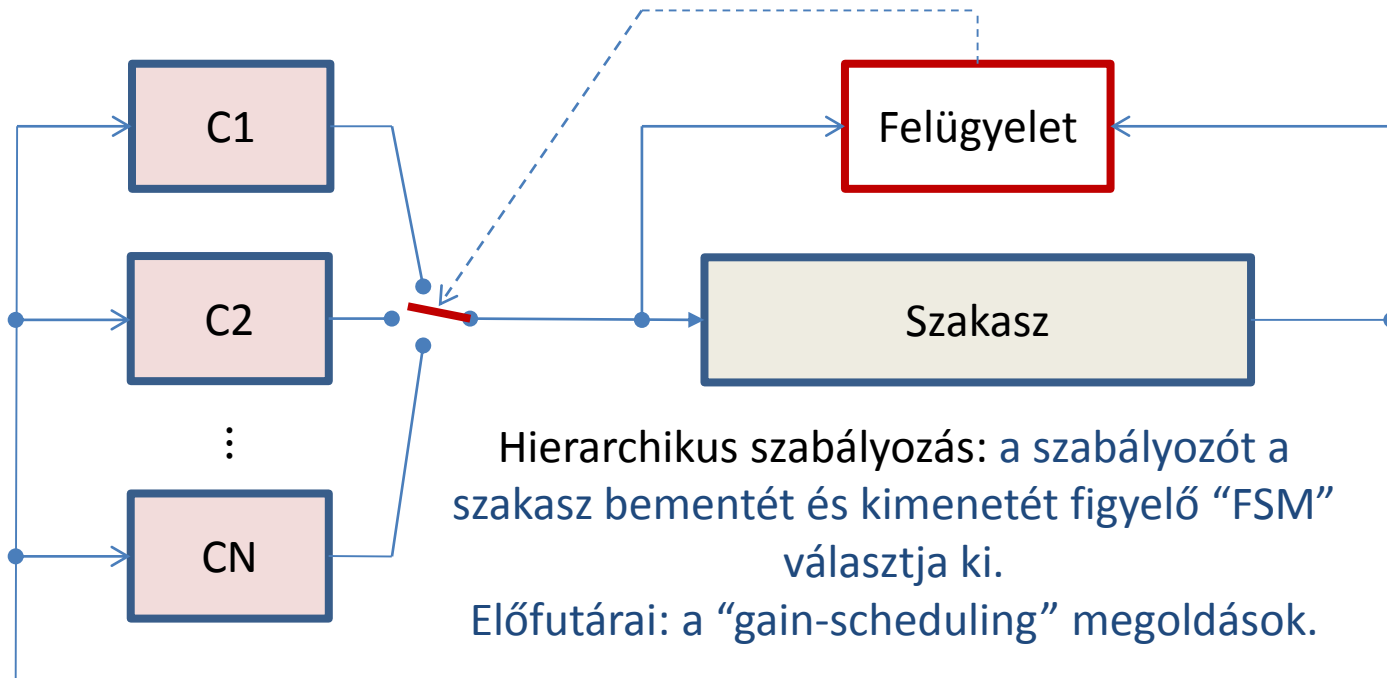 C1
Felügyelet
C2
Szakasz
⋮
CN
Hierarchikus szabályozás: a szabályozót a
szakasz bementét és kimenetét figyelő “FSM”
választja ki.
Előfutárai: a “gain-scheduling” megoldások.